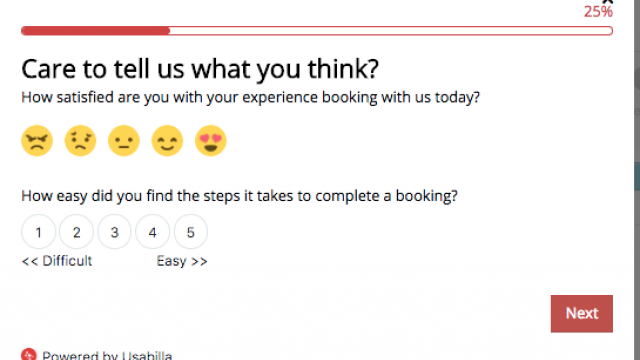 25%
Care to tell us what you think?
How satisfied are you with your experience booking with us today?
How easy did you find the steps it takes to complete a booking?
1 2 3 4 5
<< Difficult Easy >>
Next
Powered by Usabilla